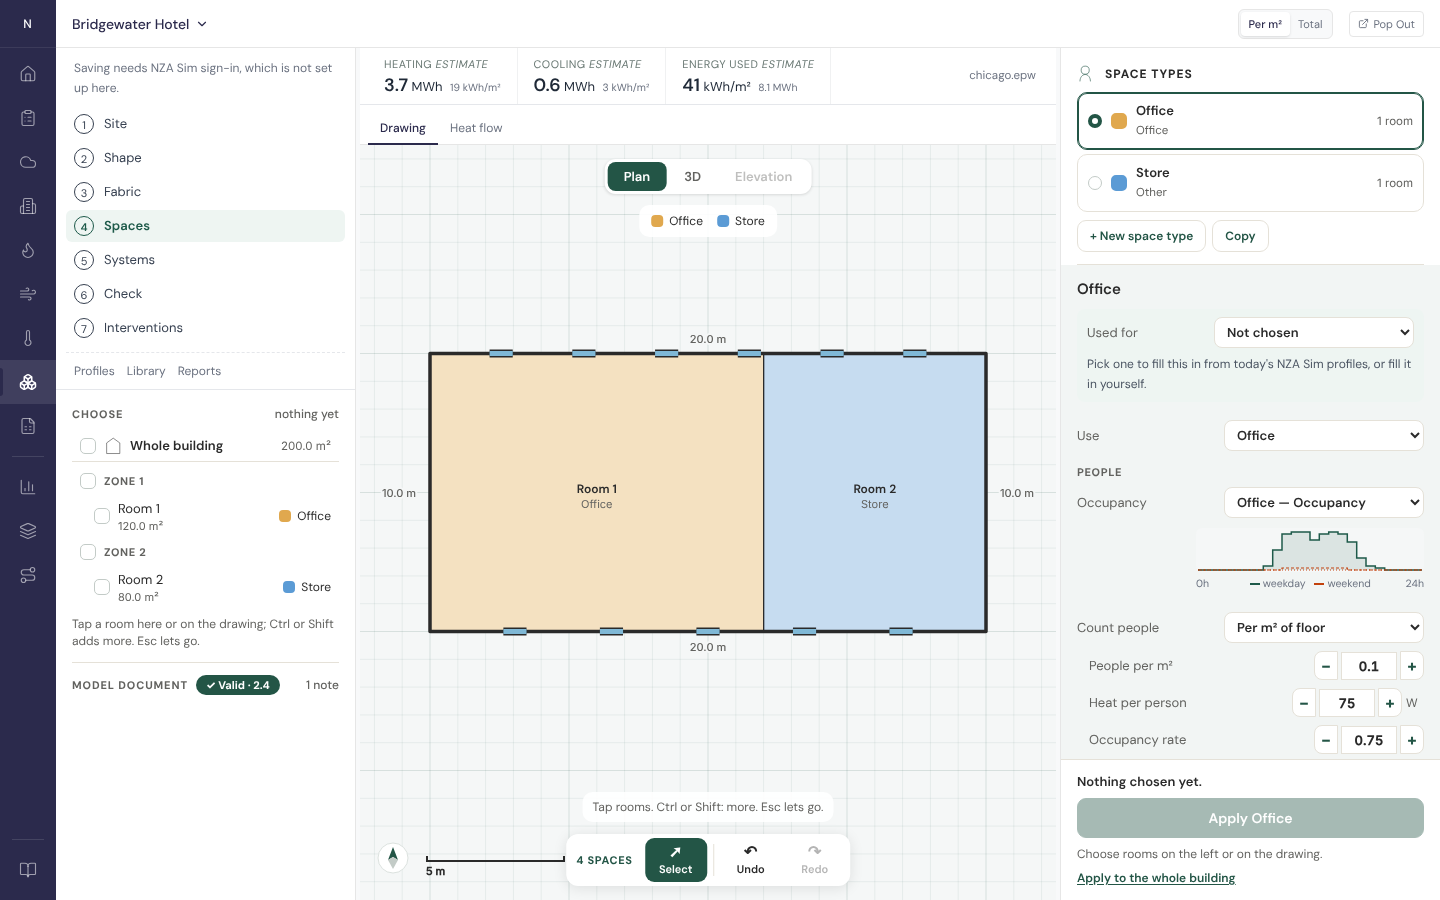 N
Bridgewater Hotel
Per m² Total
Pop Out
Saving needs NZA Sim sign-in, which is not set
up here.
1 Site
2 Shape
3 Fabric
4 Spaces
5 Systems
6 Check
7 Interventions
Profiles Library Reports
CHOOSE nothing yet
Whole building 200.0 m²
ZONE 1
Room 1
120.0 m²
Office
ZONE 2
Room 2
80.0 m²
Store
Tap a room here or on the drawing; Ctrl or Shift
adds more. Esc lets go.
MODEL DOCUMENT ✓ Valid · 2.4 1 note
HEATING ESTIMATE
3.7 MWh 19 kWh/m²
COOLING ESTIMATE
0.6 MWh 3 kWh/m²
ENERGY USED ESTIMATE
41 kWh/m² 8.1 MWh
chicago.epw
Drawing Heat flow
Plan 3D Elevation
Office Store
20.0 m
10.0 m
Room 1
Office
Room 2
Store
10.0 m
20.0 m
Tap rooms. Ctrl or Shift: more. Esc lets go.
5 m
4 SPACES
Select
Undo
Redo
SPACE TYPES
Office
Office
1 room
Store
Other
1 room
+ New space type Copy
Office
Used for Not chosen
Pick one to fill this in from today's NZA Sim profiles, or fill it
in yourself.
Use Office
PEOPLE
Occupancy Office — Occupancy
0h weekday weekend 24h
Count people Per m² of floor
People per m² − 0.1 +
Heat per person − 75 + W
Occupancy rate − 0.75 +
Nothing chosen yet.
Apply Office
Choose rooms on the left or on the drawing.
Apply to the whole building